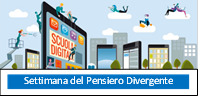 SCUOLA
DIGITALE
Settimana del Pensiero Divergente